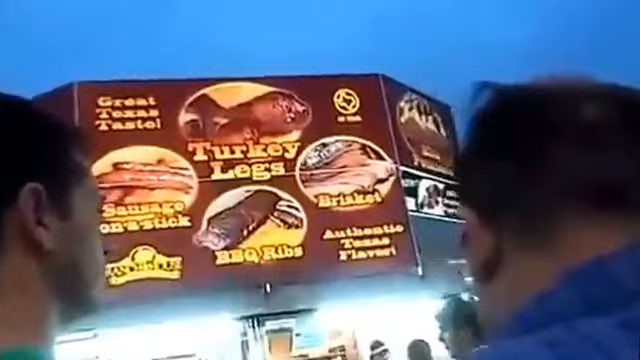 Great
Texas
Taste!
Turkey
Legs
Sausage
on-a-stick
Brisket
BBQ Ribs
Authentic
Texas
Flavor!